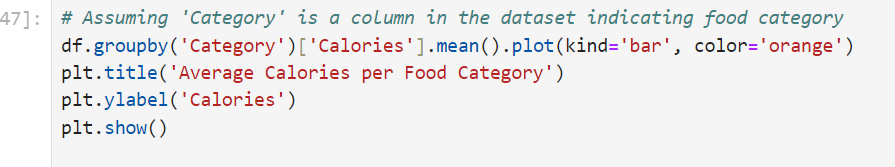 47]: # Assuming 'Category' is a column in the dataset indicating food category
df.groupby('Category')['Calories'].mean().plot(kind='bar', color='orange')
plt.title('Average Calories per Food Category')
plt.ylabel('Calories')
plt.show()